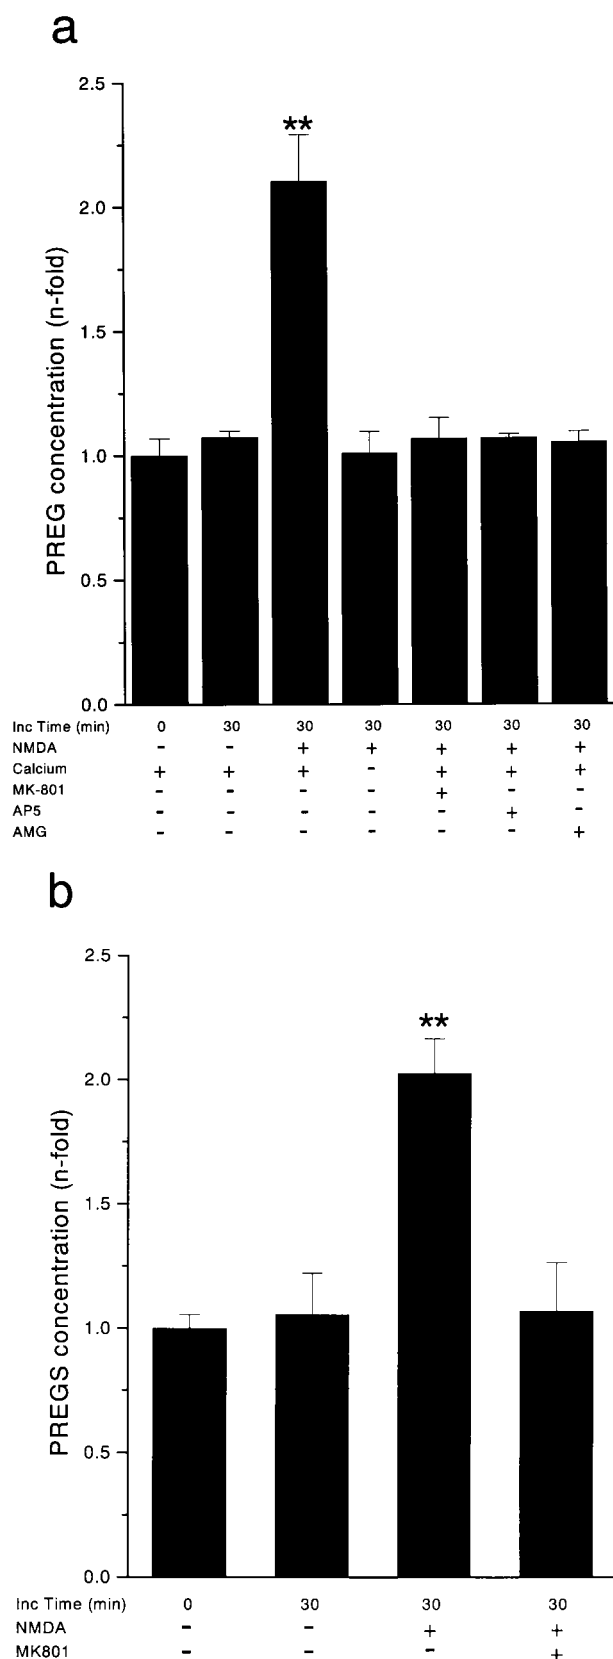 a
2.5
**
2.0
1.5
1.0
0.5
0.0
PREG concentration (n-fold)
Inc Time (min) 0 30 30 30 30 30 30
NMDA - - + + + + +
Calcium + + + - + + +
MK-801 - - - - + - -
AP5 - - - - - + -
AMG - - - - - - +
b
2.5
**
2.0
1.5
1.0
0.5
0.0
PREGS concentration (n-fold)
Inc Time (min) 0 30 30 30
NMDA - - + +
MK801 - - - +